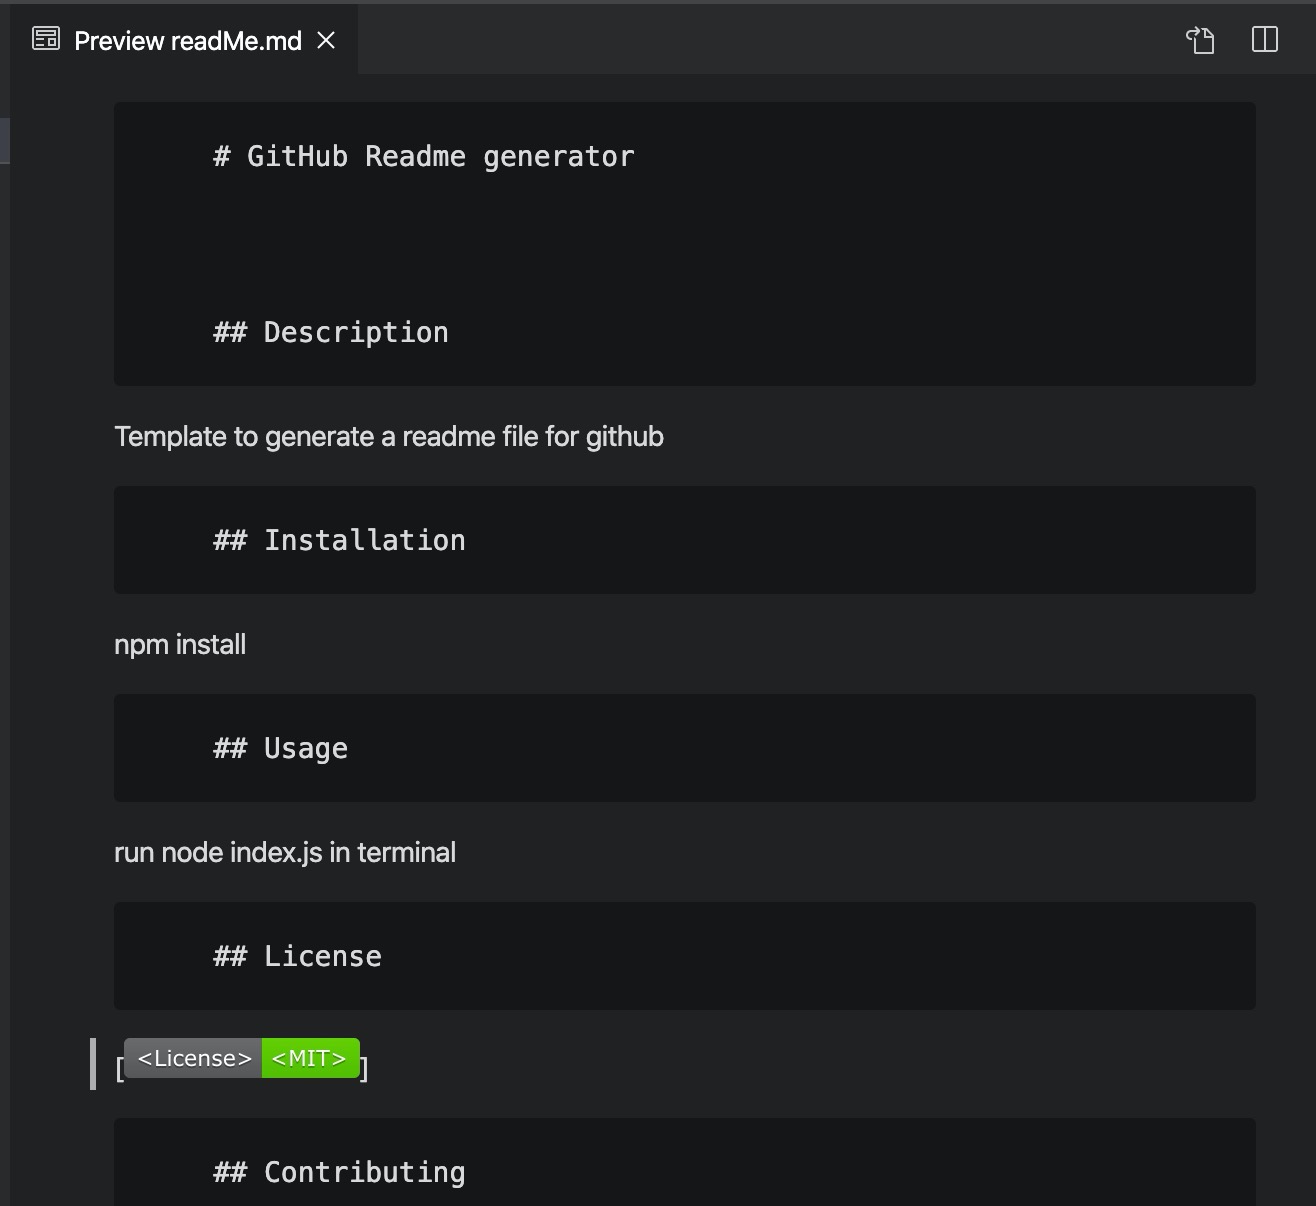 Preview readMe.md
# GitHub Readme generator
## Description
Template to generate a readme file for github
## Installation
npm install
## Usage
run node index.js in terminal
## License
[<License> <MIT>]
## Contributing